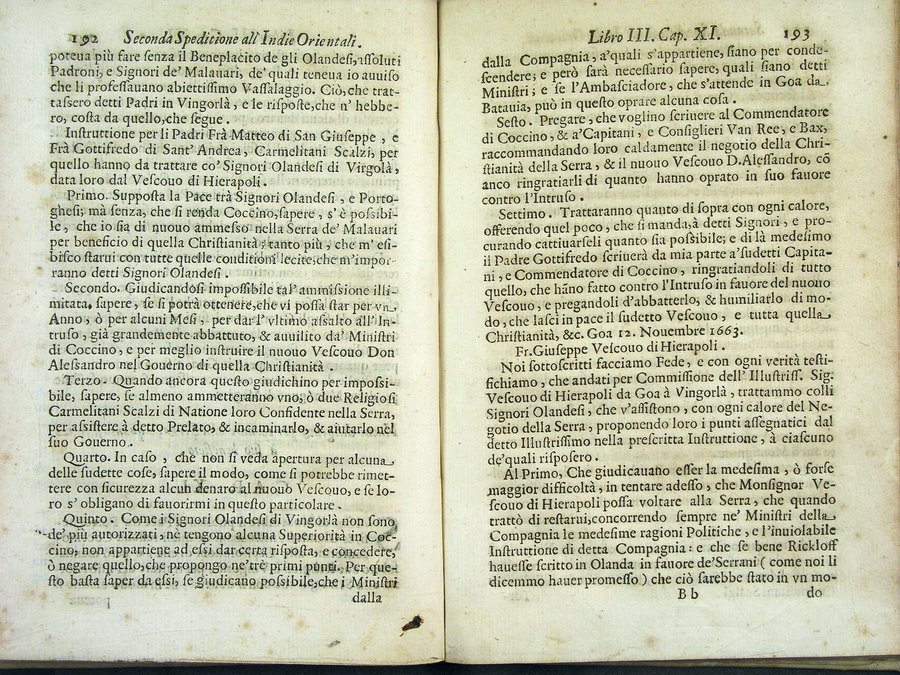 192 Seconda Speditione all'Indie Orientali.
poteua più fare senza il Beneplacito de gli Olandesi, assoluti
Padroni, e Signori de' Malauari, de' quali teneua io auuiso
che li professauano abiettissimo Vassalaggio. Ciò, che trat-
tassero detti Padri in Vingorlà, e le risposte, che n' hebbe-
ro, costa da quello, che segue.
Instruttione per li Padri Frà Matteo di San Giuseppe, e
Frà Gottifredo di Sant' Andrea, Carmelitani Scalzi, per
quello hanno da trattare co' Signori Olandesi di Virgolà,
data loro dal Vescouo di Hierapoli.
Primo. Supposta la Pace trà Signori Olandesi, e Porto-
ghesi; mà senza, che si renda Coccino, sapere, s' è possibi-
le, che io sia di nuouo ammesso nella Serra de' Malauari
per beneficio di quella Christianità; tanto più, che m' esi-
bisco starui con tutte quelle conditioni lecite, che m'impor-
ranno detti Signori Olandesi.
Secondo. Giudicandosi impossibile tal' ammissione illi-
mitata, sapere, se si potrà ottenere, che vi possa star per vn
Anno, ò per alcuni Mesi, per dar l' vltimo assalto all' In-
truso, già grandemente abbattuto, & auuilito da' Ministri
di Coccino, e per meglio instruire il nuouo Vescouo Don
Alessandro nel Gouerno di quella Christianità.
Terzo. Quando ancora questo giudichino per impossi-
bile, sapere, se almeno ammetteranno vno, ò due Religiosi
Carmelitani Scalzi di Natione loro Confidente nella Serra,
per assistere à detto Prelato, & incaminarlo, & aiutarlo nel
suo Gouerno.
Quarto. In caso, che non si veda apertura per alcuna
delle sudette cose, sapere il modo, come si potrebbe rimet-
tere con sicurezza alcun denaro al nuouo Vescouo, e se lo-
ro s' obligano di fauorirmi in questo particolare.
Quinto. Come i Signori Olandesi di Vingorlà non sono
de' più autorizzati, nè tengono alcuna Superiorità in Coc-
cino, non appartiene ad essi dar certa risposta, e concedere,
ò negare quello, che propongo ne' trè primi punti. Per que-
sto basta saper da essi, se giudicano possibile, che i Ministri
dalla
Libro III. Cap. XI. 193
dalla Compagnia, a' quali s'appartiene, siano per conde-
scendere; e però sarà necessario sapere, quali siano detti
Ministri; e se l'Ambasciadore, che s'attende in Goa da
Batauia, può in questo oprare alcuna cosa.
Sesto. Pregare, che voglino scriuere al Commendatore
di Coccino, & a' Capitani, e Consiglieri Van Ree, e Bax,
raccommandando loro caldamente il negotio della Chri-
stianità della Serra, & il nuouo Vescouo D. Alessandro, cõ
anco ringratiarli di quanto hanno oprato in suo fauore
contro l'Intruso.
Settimo. Trattaranno quanto di sopra con ogni calore,
offerendo quel poco, che si manda, à detti Signori, e pro-
curando cattiuarseli quanto sia possibile; e di là medesimo
il Padre Gottifredo scriuerà da mia parte a' sudetti Capita-
ni, e Commendatore di Coccino, ringratiandoli di tutto
quello, che hãno fatto contro l'Intruso in fauore del nuouo
Vescouo, e pregandoli d'abbatterlo, & humiliarlo di mo-
do, che lasci in pace il sudetto Vescouo, e tutta quella
Christianità, &c. Goa 12. Nouembre 1663.
Fr. Giuseppe Vescouo di Hierapoli.
Noi sottoscritti facciamo Fede, e con ogni verità testi-
fichiamo, che andati per Commissione dell' Illustriss. Sig.
Vescouo di Hierapoli da Goa à Vingorlà, trattammo colli
Signori Olandesi, che v'assistono, con ogni calore del Ne-
gotio della Serra, proponendo loro i punti assegnatici dal
detto Illustrissimo nella prescritta Instruttione, à ciascuno
de' quali risposero.
Al Primo, Che giudicauano esser la medesima, ò forse
maggior difficoltà, in tentare adesso, che Monsignor Ve-
scouo di Hierapoli possa voltare alla Serra, che quando
trattò di restarui, concorrendo sempre ne' Ministri della
Compagnia le medesime ragioni Politiche, e l'inuiolabile
Instruttione di detta Compagnia: e che se bene Rickloff
hauesse scritto in Olanda in fauore de' Serrani ( come noi li
dicemmo hauer promesso ) che ciò sarebbe stato in vn mo-
B b do